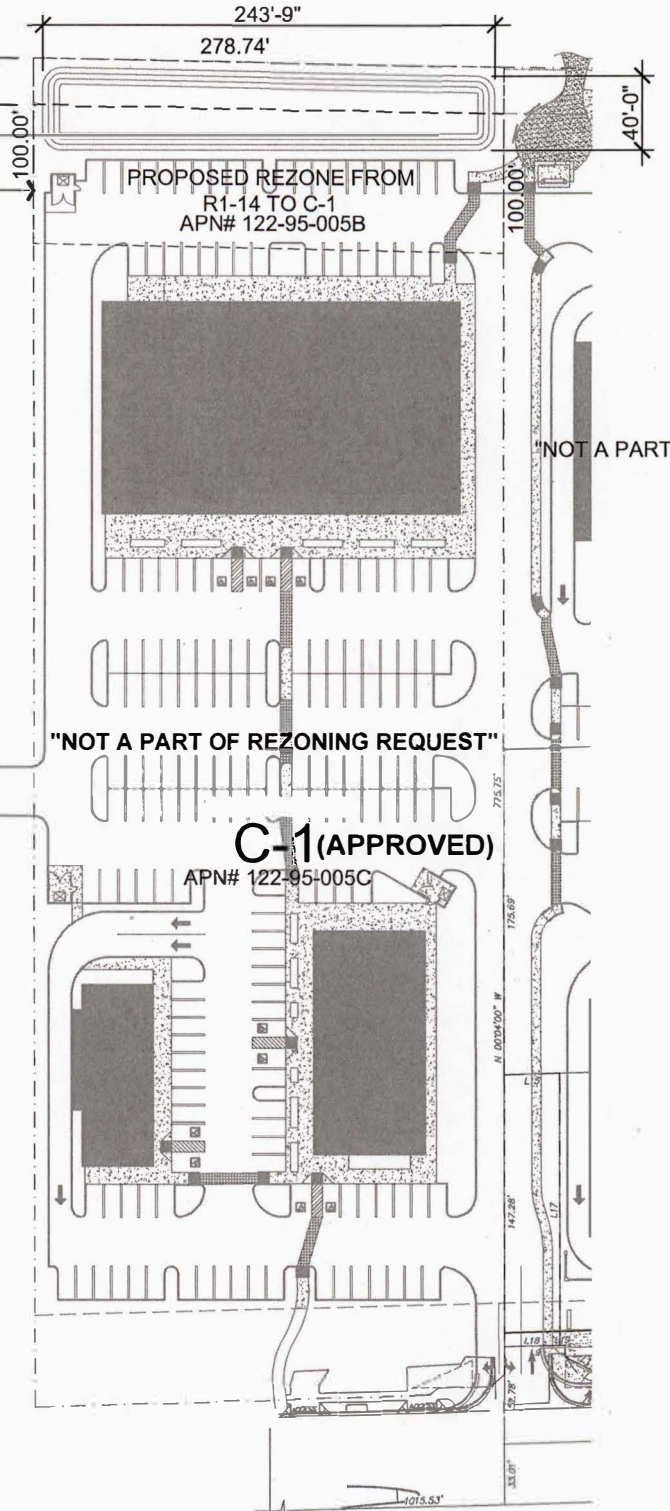 243'-9"
278.74'
40'-0"
100.00'
100.00'
PROPOSED REZONE FROM
R1-14 TO C-1
APN# 122-95-005B
"NOT A PART
"NOT A PART OF REZONING REQUEST"
775.75'
C-1 (APPROVED)
APN# 122-95-005C
175.69'
N 00°04'00" W
L17
147.28'
L18
52.78'
33.01'
1015.53'